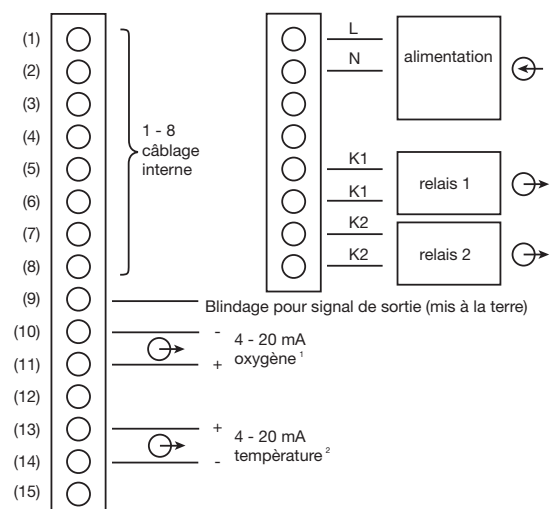 (1)
(2)
(3)
(4)
(5)
(6)
(7)
(8)
(9)
(10)
(11)
(12)
(13)
(14)
(15)
1 - 8
câblage
interne
L
N
alimentation
K1
K1
relais 1
K2
K2
relais 2
Blindage pour signal de sortie (mis à la terre)
-
4 - 20 mA
oxygène ¹
+
+
4 - 20 mA
tempèrature ²
-